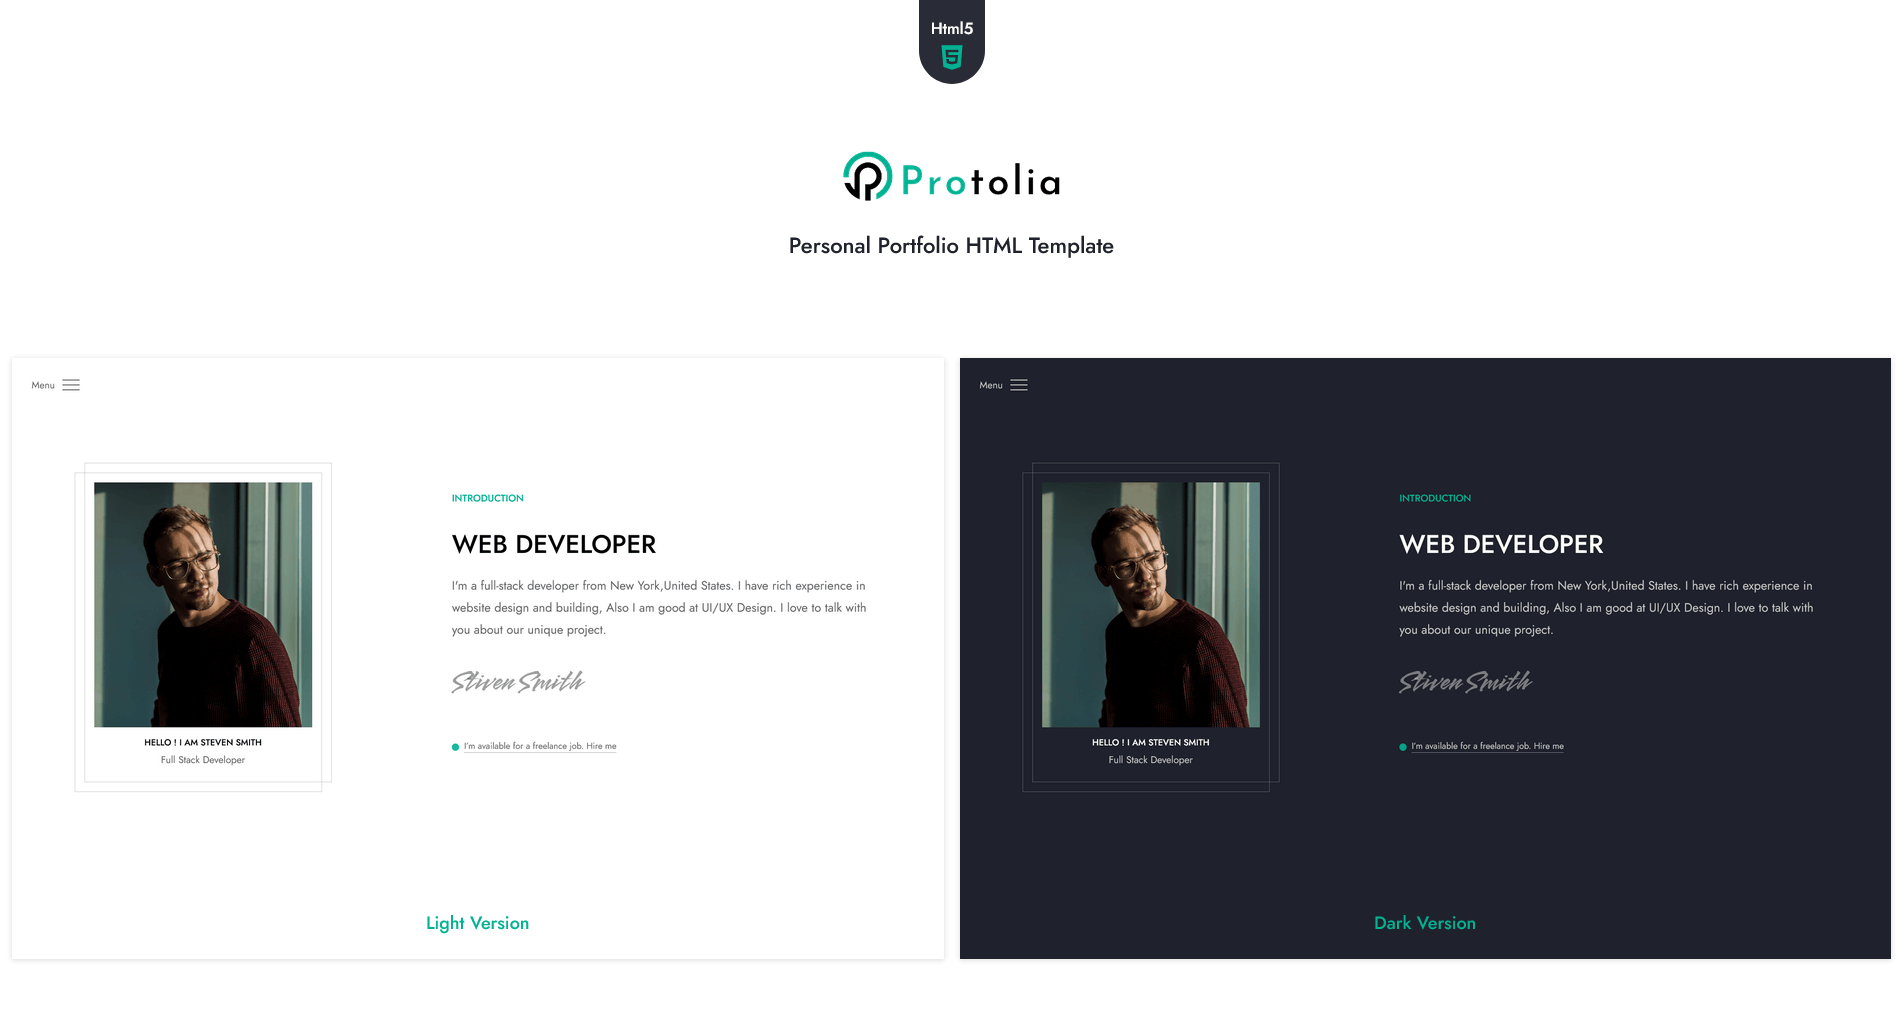 Html5
Protolia
Personal Portfolio HTML Template
Menu
INTRODUCTION
WEB DEVELOPER
I'm a full-stack developer from New York,United States. I have rich experience in
website design and building, Also I am good at UI/UX Design. I love to talk with
you about our unique project.
Stiven Smith
I'm available for a freelance job. Hire me
HELLO ! I AM STEVEN SMITH
Full Stack Developer
Light Version
Menu
INTRODUCTION
WEB DEVELOPER
I'm a full-stack developer from New York,United States. I have rich experience in
website design and building, Also I am good at UI/UX Design. I love to talk with
you about our unique project.
Stiven Smith
I'm available for a freelance job. Hire me
HELLO ! I AM STEVEN SMITH
Full Stack Developer
Dark Version